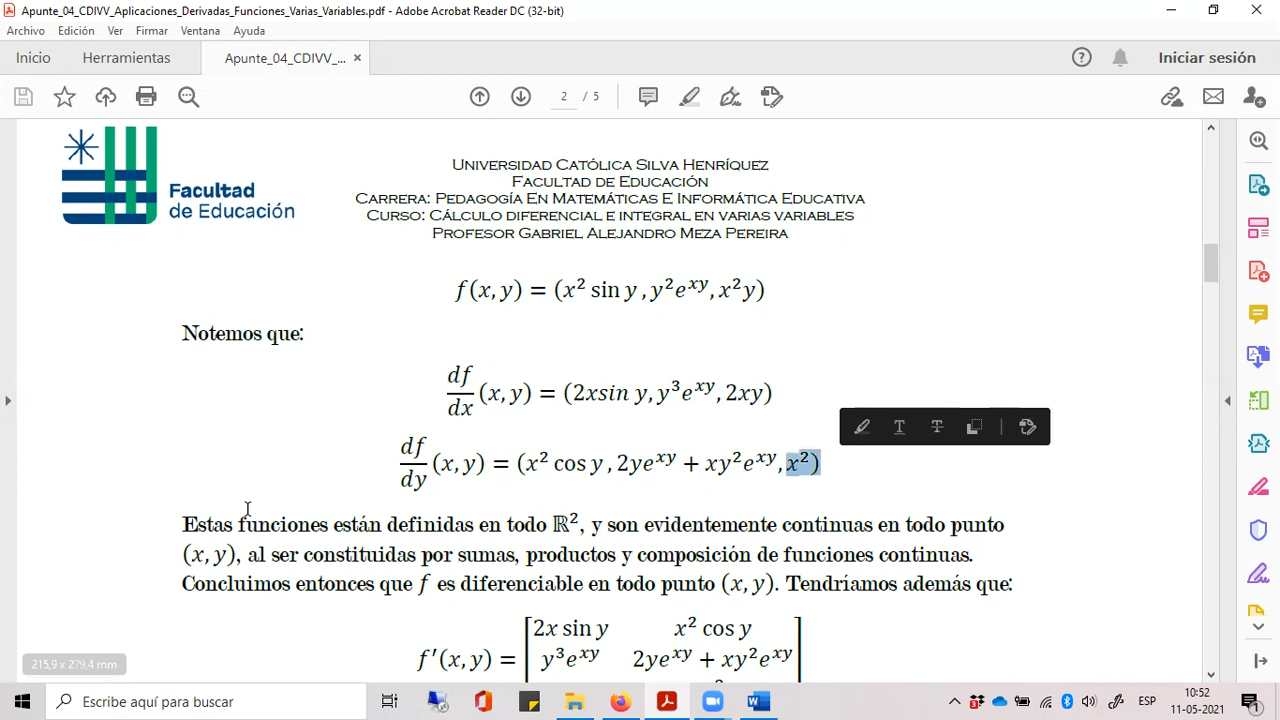 Apunte_04_CDIVV_Aplicaciones_Derivadas_Funciones_Varias_Variables.pdf - Adobe Acrobat Reader DC (32-bit)
Archivo Edición Ver Firmar Ventana Ayuda
Inicio Herramientas Apunte_04_CDIVV_... × Iniciar sesión
2 / 5
Facultad
de Educación
Universidad Católica Silva Henríquez
Facultad de Educación
Carrera: Pedagogía En Matemáticas E Informática Educativa
Curso: Cálculo diferencial e integral en varias variables
Profesor Gabriel Alejandro Meza Pereira
f(x, y) = (x² sin y , y²e^{xy}, x²y)
Notemos que:
df/dx (x, y) = (2xsin y, y³e^{xy}, 2xy)
df/dy (x, y) = (x² cos y , 2ye^{xy} + xy²e^{xy}, x²)
Estas funciones están definidas en todo ℝ², y son evidentemente continuas en todo punto
(x, y), al ser constituidas por sumas, productos y composición de funciones continuas.
Concluimos entonces que f es diferenciable en todo punto (x, y). Tendríamos además que:
2x sin y x² cos y
f′(x, y) = y³e^{xy} 2ye^{xy} + xy²e^{xy}
215,9 x 279,4 mm
Escribe aquí para buscar
ESP
10:52
11-05-2021